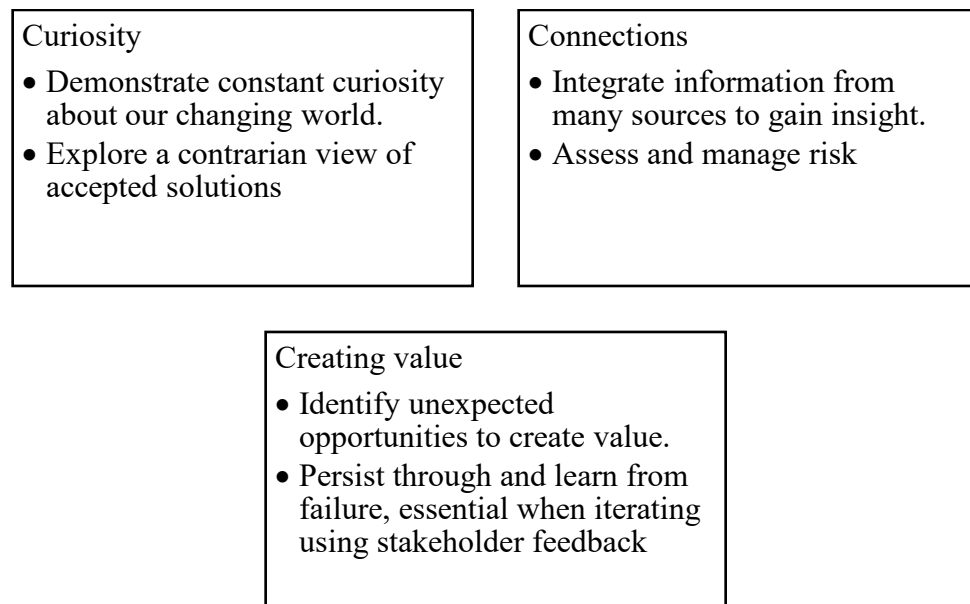 Curiosity
• Demonstrate constant curiosity
about our changing world.
• Explore a contrarian view of
accepted solutions
Connections
• Integrate information from
many sources to gain insight.
• Assess and manage risk
Creating value
• Identify unexpected
opportunities to create value.
• Persist through and learn from
failure, essential when iterating
using stakeholder feedback